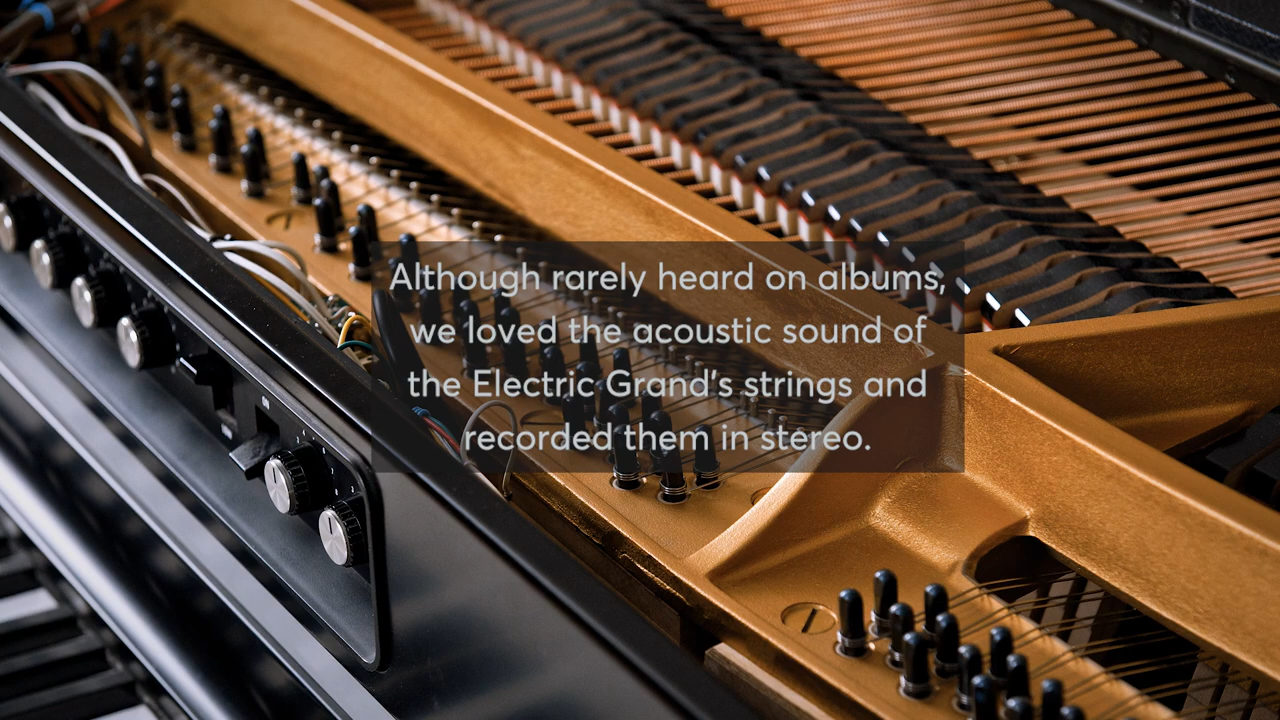 Although rarely heard on albums,
we loved the acoustic sound of
the Electric Grand's strings and
recorded them in stereo.